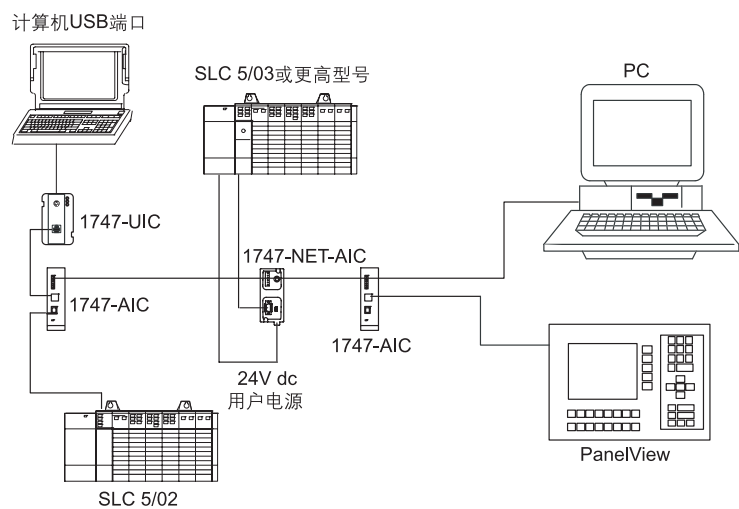 计算机USB端口
SLC 5/03或更高型号
PC
1747-UIC
1747-NET-AIC
1747-AIC
1747-AIC
24V dc
用户电源
PanelView
SLC 5/02